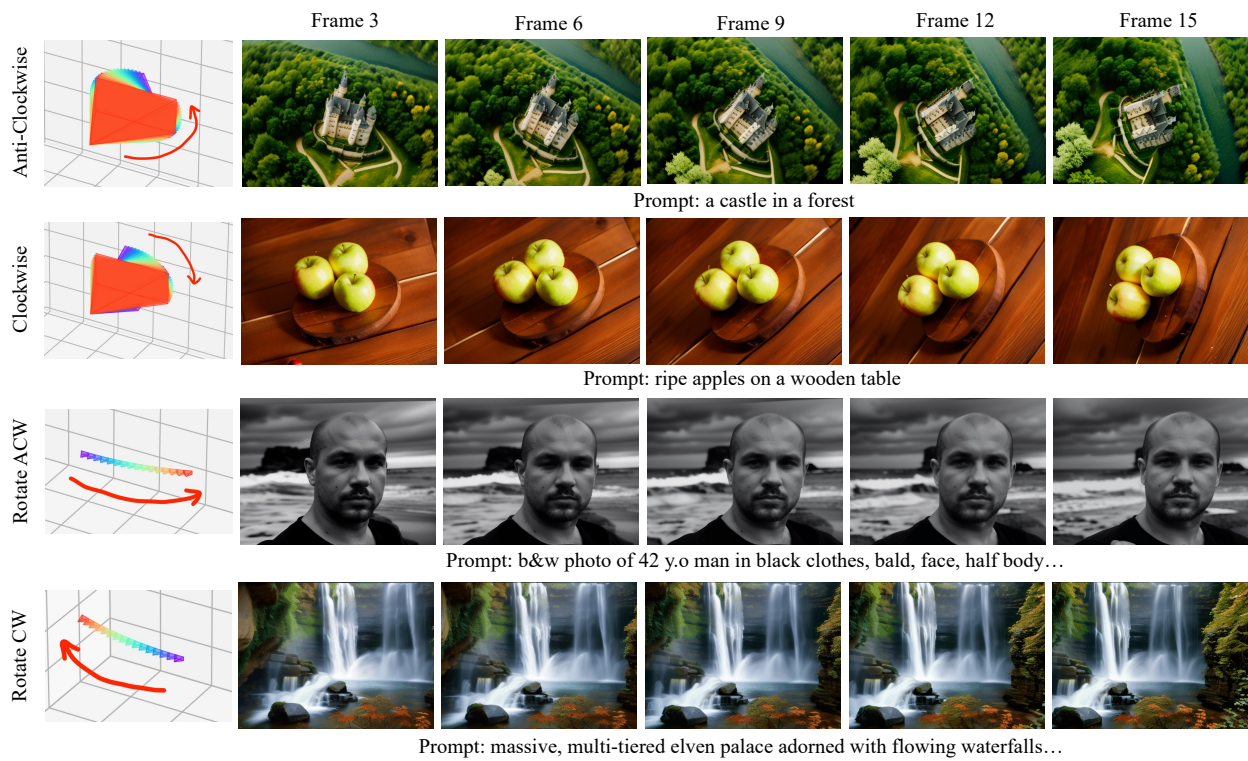 Frame 3 Frame 6 Frame 9 Frame 12 Frame 15
Anti-Clockwise
Prompt: a castle in a forest
Clockwise
Prompt: ripe apples on a wooden table
Rotate ACW
Prompt: b&w photo of 42 y.o man in black clothes, bald, face, half body…
Rotate CW
Prompt: massive, multi-tiered elven palace adorned with flowing waterfalls…